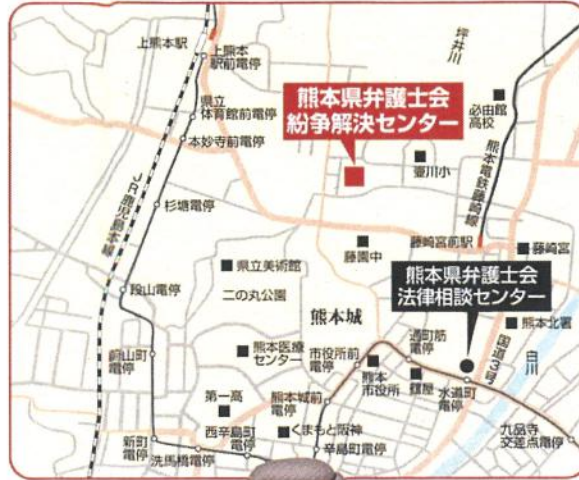 上熊本駅
上熊本
駅前電停
県立
体育館前電停
本妙寺前電停
坪井川
熊本県弁護士会
紛争解決センター
必由館
高校
壺川小
熊本電鉄藤崎線
JR鹿児島本線
杉塘電停
藤園中
藤崎宮前駅
藤崎宮
県立美術館
二の丸公園
熊本県弁護士会
法律相談センター
段山電停
熊本城
通町筋
電停
熊本北署
国道3号
白川
蔚山町
電停
熊本医療
センター
市役所前
電停
熊本
市役所
鶴屋
水道町
電停
第一高
熊本城前
電停
九品寺
交差点電停
新町
電停
西辛島町
電停
くまもと阪神
洗馬橋電停
辛島町電停